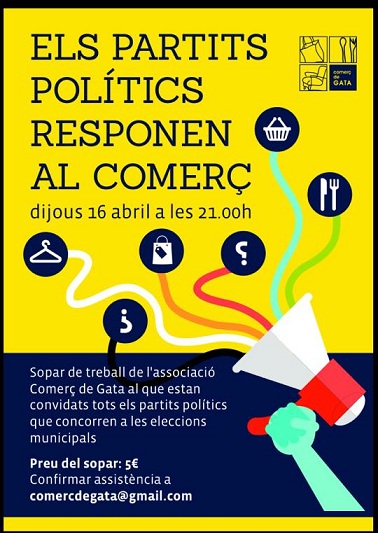 ELS PARTITS
POLÍTICS
RESPONEN
AL COMERÇ
dijous 16 abril a les 21.00h
comerç
de
GATA
Sopar de treball de l'associació
Comerç de Gata al que estan
convidats tots els partits polítics
que concorren a les eleccions
municipals
Preu del sopar: 5€
Confirmar assistència a
comercdegata@gmail.com